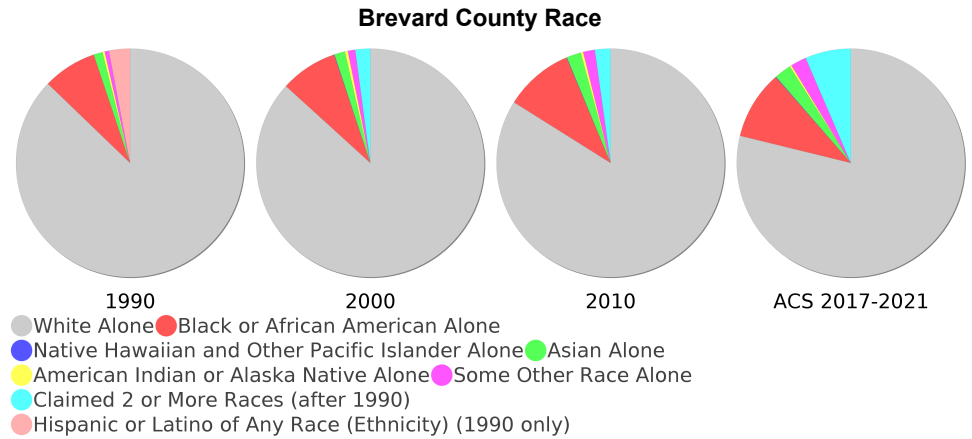 Brevard County Race
1990 2000 2010 ACS 2017-2021
White Alone Black or African American Alone
Native Hawaiian and Other Pacific Islander Alone Asian Alone
American Indian or Alaska Native Alone Some Other Race Alone
Claimed 2 or More Races (after 1990)
Hispanic or Latino of Any Race (Ethnicity) (1990 only)